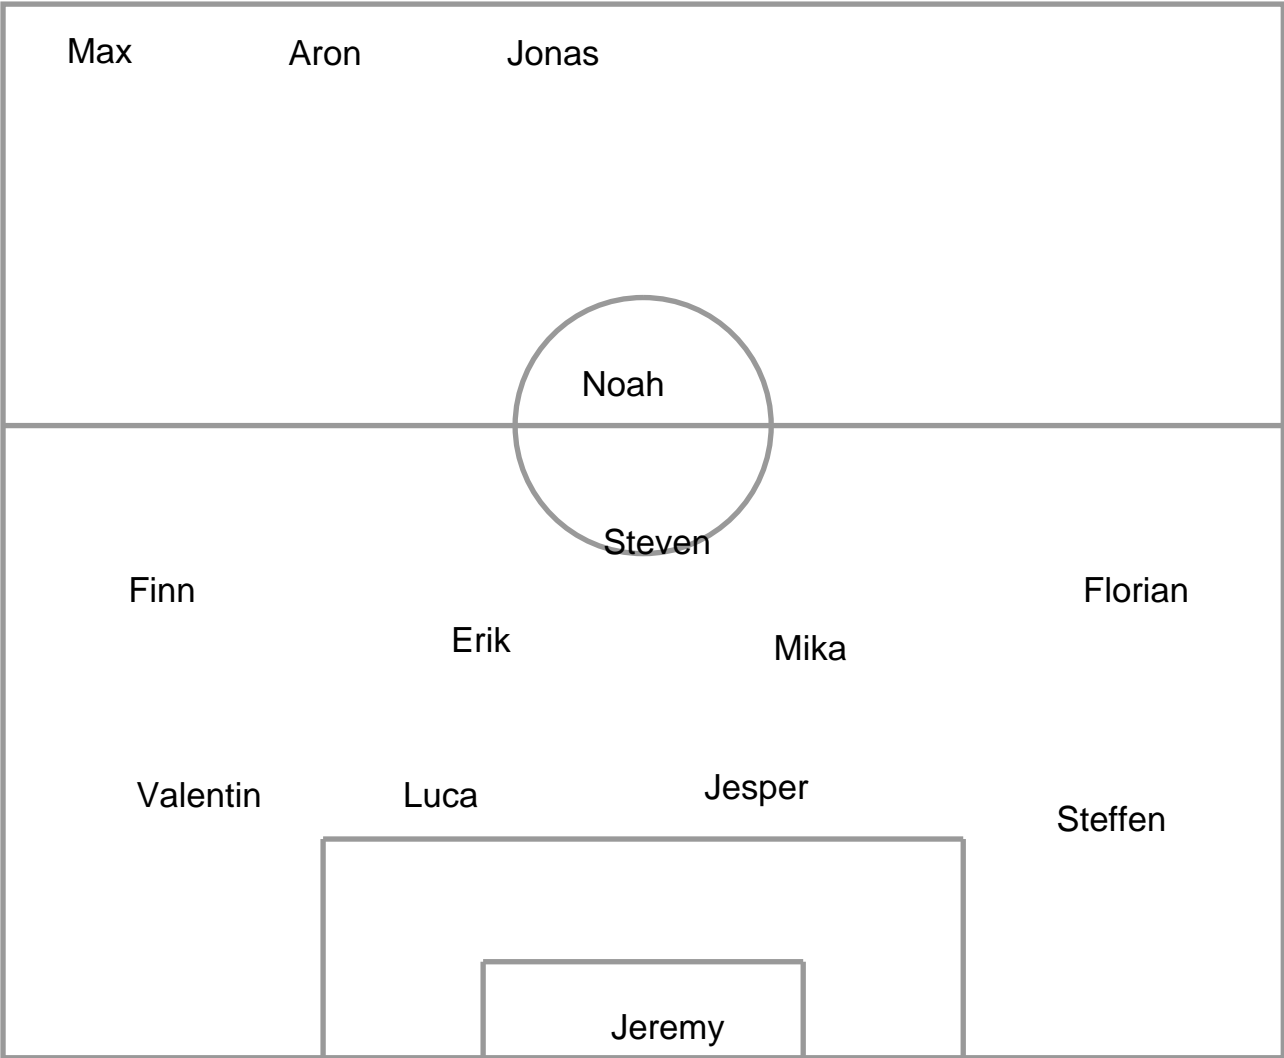 Max Aron Jonas
Noah
Steven
Finn Florian
Erik Mika
Valentin Luca Jesper
Steffen
Jeremy